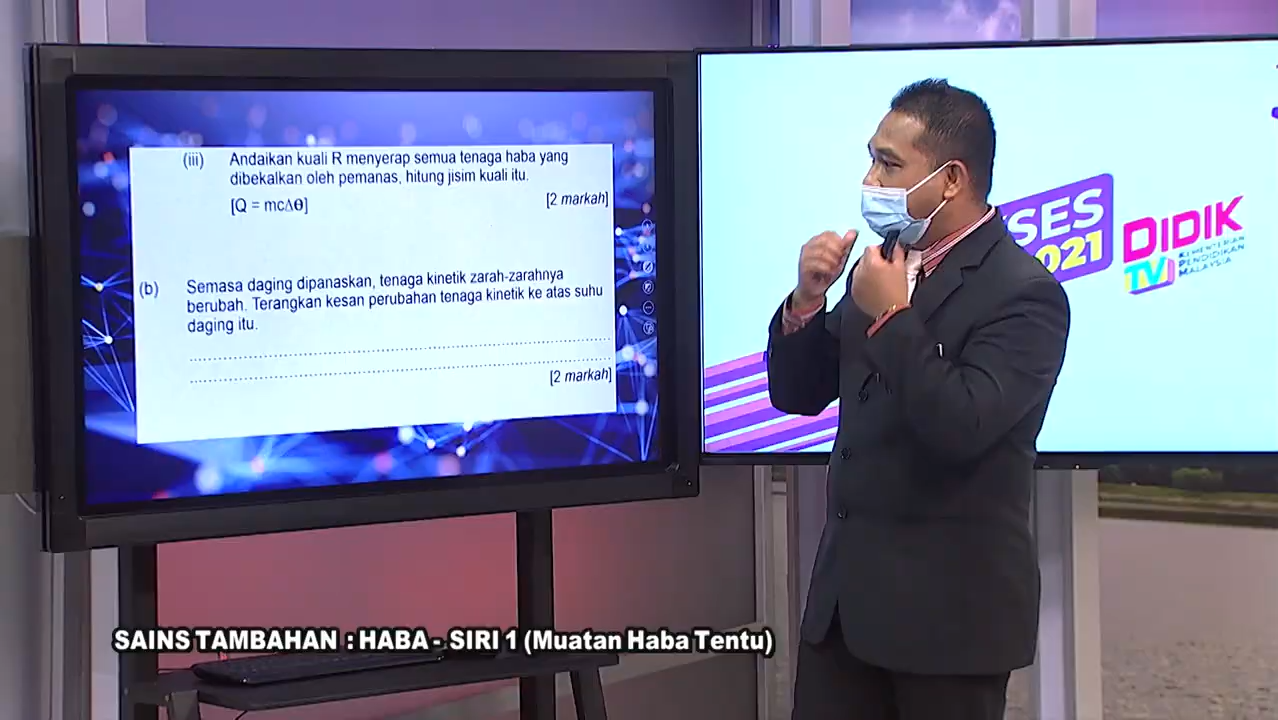 (iii) Andaikan kuali R menyerap semua tenaga haba yang
dibekalkan oleh pemanas, hitung jisim kuali itu.
[Q = mcΔθ] [2 markah]
(b) Semasa daging dipanaskan, tenaga kinetik zarah-zarahnya
berubah. Terangkan kesan perubahan tenaga kinetik ke atas suhu
daging itu.
[2 markah]
SES
2021
DIDIK
TV
KEMENTERIAN
PENDIDIKAN
MALAYSIA
SAINS TAMBAHAN : HABA - SIRI 1 (Muatan Haba Tentu)